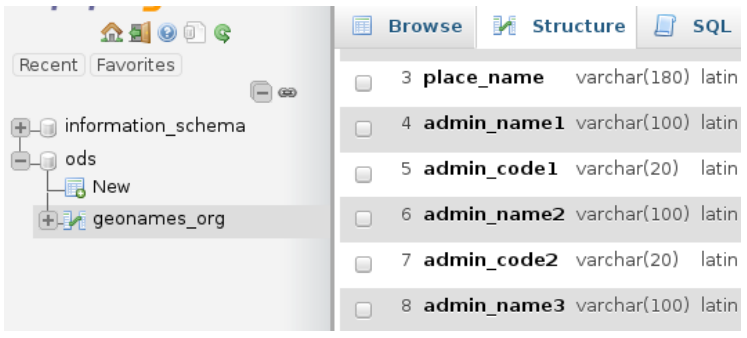 Recent Favorites
information_schema
ods
New
geonames_org
Browse Structure SQL
3 place_name varchar(180) latin
4 admin_name1 varchar(100) latin
5 admin_code1 varchar(20) latin
6 admin_name2 varchar(100) latin
7 admin_code2 varchar(20) latin
8 admin_name3 varchar(100) latin